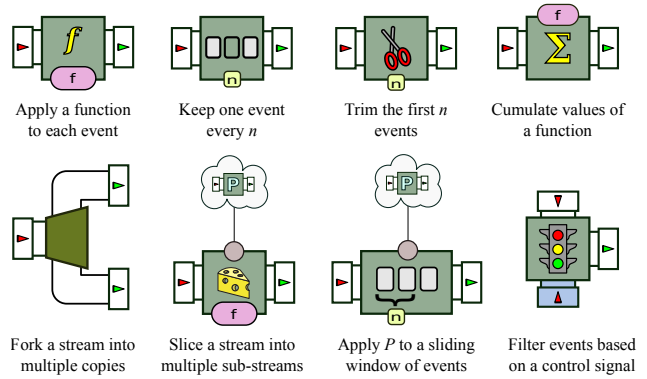 f
f
n
n
f
Σ
Apply a function
to each event
Keep one event
every n
Trim the first n
events
Cumulate values of
a function
P
P
f
n
Fork a stream into
multiple copies
Slice a stream into
multiple sub-streams
Apply P to a sliding
window of events
Filter events based
on a control signal